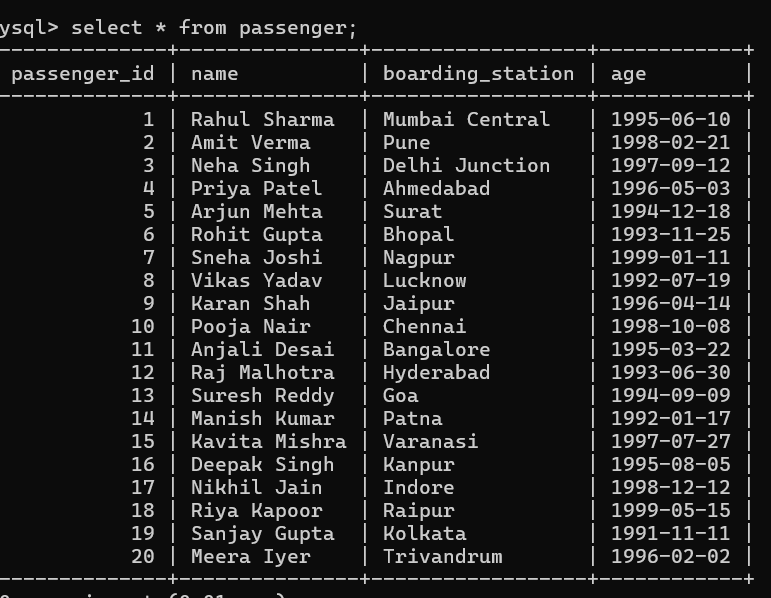 ysql> select * from passenger;
-------------+---------------+------------------+------------+
passenger_id | name | boarding_station | age |
-------------+---------------+------------------+------------+
1 | Rahul Sharma | Mumbai Central | 1995-06-10 |
2 | Amit Verma | Pune | 1998-02-21 |
3 | Neha Singh | Delhi Junction | 1997-09-12 |
4 | Priya Patel | Ahmedabad | 1996-05-03 |
5 | Arjun Mehta | Surat | 1994-12-18 |
6 | Rohit Gupta | Bhopal | 1993-11-25 |
7 | Sneha Joshi | Nagpur | 1999-01-11 |
8 | Vikas Yadav | Lucknow | 1992-07-19 |
9 | Karan Shah | Jaipur | 1996-04-14 |
10 | Pooja Nair | Chennai | 1998-10-08 |
11 | Anjali Desai | Bangalore | 1995-03-22 |
12 | Raj Malhotra | Hyderabad | 1993-06-30 |
13 | Suresh Reddy | Goa | 1994-09-09 |
14 | Manish Kumar | Patna | 1992-01-17 |
15 | Kavita Mishra | Varanasi | 1997-07-27 |
16 | Deepak Singh | Kanpur | 1995-08-05 |
17 | Nikhil Jain | Indore | 1998-12-12 |
18 | Riya Kapoor | Raipur | 1999-05-15 |
19 | Sanjay Gupta | Kolkata | 1991-11-11 |
20 | Meera Iyer | Trivandrum | 1996-02-02 |
-------------+---------------+------------------+------------+